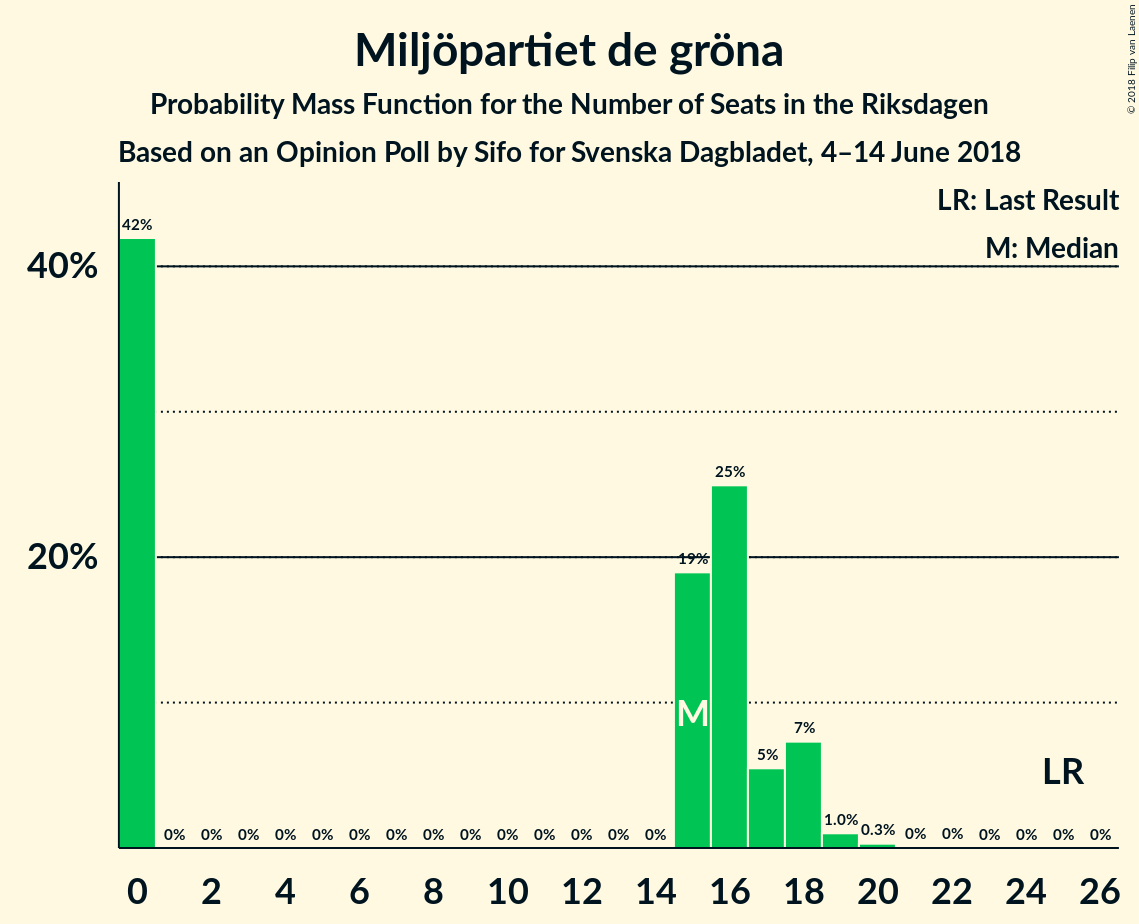 Miljöpartiet de gröna
Probability Mass Function for the Number of Seats in the Riksdagen
Based on an Opinion Poll by Sifo for Svenska Dagbladet, 4–14 June 2018
© 2018 Filip van Laenen
LR: Last Result
M: Median
40%
20%
42%
0% 0% 0% 0% 0% 0% 0% 0% 0% 0% 0% 0% 0% 0%
19%
25%
5%
7%
1.0%
0.3%
0% 0% 0% 0% 0% 0%
M
LR
0 2 4 6 8 10 12 14 16 18 20 22 24 26